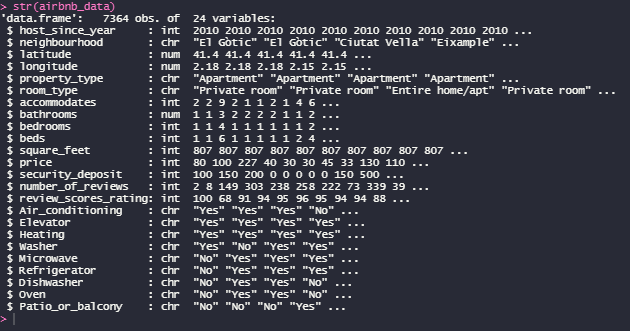 > str(airbnb_data)
'data.frame':   7364 obs. of  24 variables:
 $ host_since_year     : int  2010 2010 2010 2010 2010 2010 2010 2010 2010 2010 ...
 $ neighbourhood       : chr  "El Gòtic" "El Gòtic" "Ciutat Vella" "Eixample" ...
 $ latitude            : num  41.4 41.4 41.4 41.4 41.4 ...
 $ longitude           : num  2.18 2.18 2.18 2.15 2.15 ...
 $ property_type       : chr  "Apartment" "Apartment" "Apartment" "Apartment" ...
 $ room_type           : chr  "Private room" "Private room" "Entire home/apt" "Private room" ...
 $ accommodates        : int  2 2 9 2 1 1 2 1 4 6 ...
 $ bathrooms           : num  1 1 3 2 2 2 2 1 1 2 ...
 $ bedrooms            : int  1 1 4 1 1 1 1 1 1 2 ...
 $ beds                : int  1 1 6 1 1 1 1 1 2 4 ...
 $ square_feet         : int  807 807 807 807 807 807 807 807 807 807 ...
 $ price               : int  80 100 227 40 30 30 45 33 130 110 ...
 $ security_deposit    : int  100 150 200 0 0 0 0 0 150 500 ...
 $ number_of_reviews   : int  2 8 149 303 238 258 222 73 339 39 ...
 $ review_scores_rating: int  100 68 91 94 95 96 95 94 94 88 ...
 $ Air_conditioning    : chr  "Yes" "Yes" "Yes" "No" ...
 $ Elevator            : chr  "Yes" "Yes" "Yes" "Yes" ...
 $ Heating             : chr  "Yes" "Yes" "Yes" "Yes" ...
 $ Washer              : chr  "Yes" "No" "Yes" "Yes" ...
 $ Microwave           : chr  "No" "Yes" "Yes" "Yes" ...
 $ Refrigerator        : chr  "No" "Yes" "Yes" "Yes" ...
 $ Dishwasher          : chr  "No" "Yes" "Yes" "No" ...
 $ Oven                : chr  "No" "Yes" "Yes" "No" ...
 $ Patio_or_balcony    : chr  "No" "No" "No" "Yes" ...
>